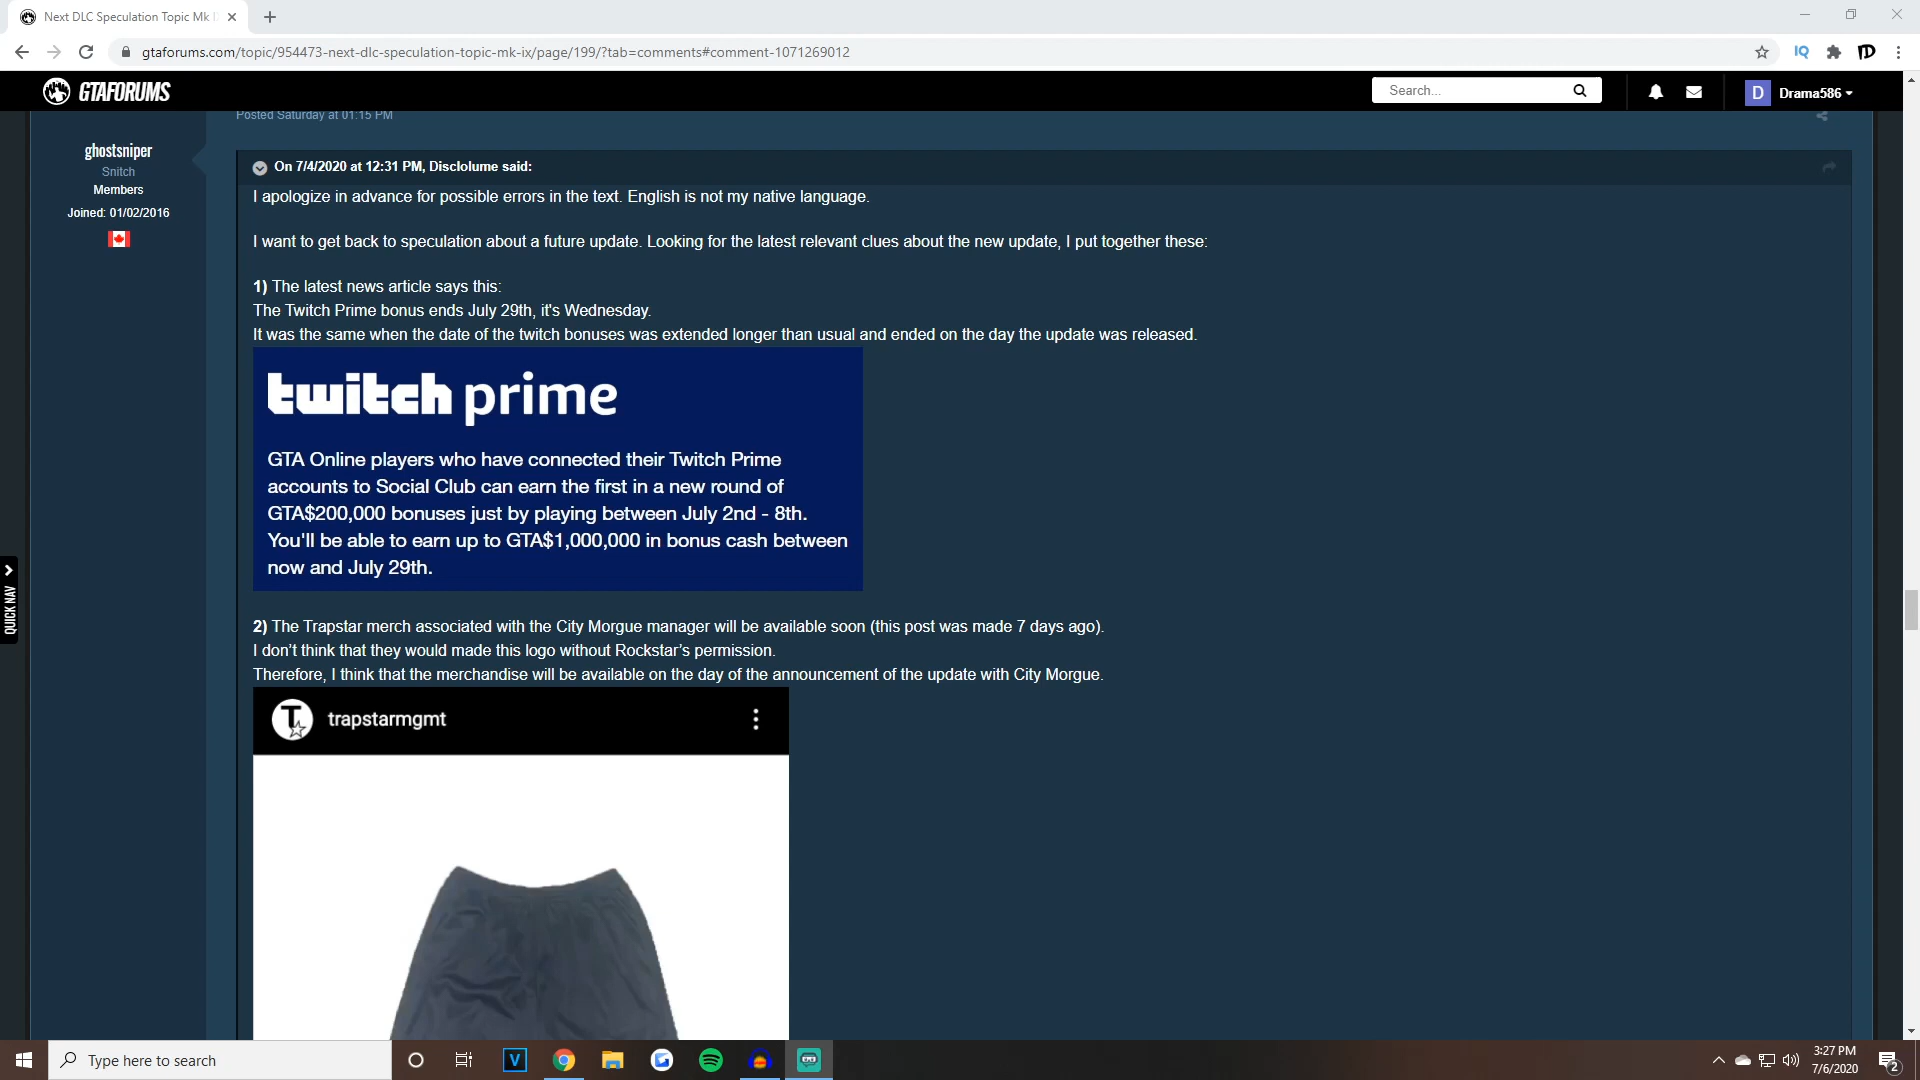 Next DLC Speculation Topic Mk I
gtaforums.com/topic/954473-next-dlc-speculation-topic-mk-ix/page/199/?tab=comments#comment-1071269012
IQ
GTAFORUMS
Search...
D
Drama586
Posted Saturday at 01:15 PM
ghostsniper
Snitch
Members
Joined: 01/02/2016
On 7/4/2020 at 12:31 PM, Disclolume said:
I apologize in advance for possible errors in the text. English is not my native language.
I want to get back to speculation about a future update. Looking for the latest relevant clues about the new update, I put together these:
1) The latest news article says this:
The Twitch Prime bonus ends July 29th, it's Wednesday.
It was the same when the date of the twitch bonuses was extended longer than usual and ended on the day the update was released.
twitch prime
GTA Online players who have connected their Twitch Prime
accounts to Social Club can earn the first in a new round of
GTA$200,000 bonuses just by playing between July 2nd - 8th.
You'll be able to earn up to GTA$1,000,000 in bonus cash between
now and July 29th.
QUICK NAV
2) The Trapstar merch associated with the City Morgue manager will be available soon (this post was made 7 days ago).
I don’t think that they would made this logo without Rockstar’s permission.
Therefore, I think that the merchandise will be available on the day of the announcement of the update with City Morgue.
T
trapstarmgmt
Type here to search
V
3:27 PM
7/6/2020
2